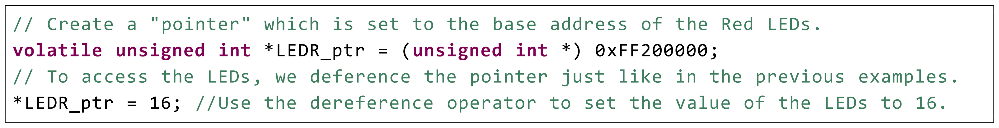 // Create a "pointer" which is set to the base address of the Red LEDs.
volatile unsigned int *LEDR_ptr = (unsigned int *) 0xFF200000;
// To access the LEDs, we deference the pointer just like in the previous examples.
*LEDR_ptr = 16; //Use the dereference operator to set the value of the LEDs to 16.